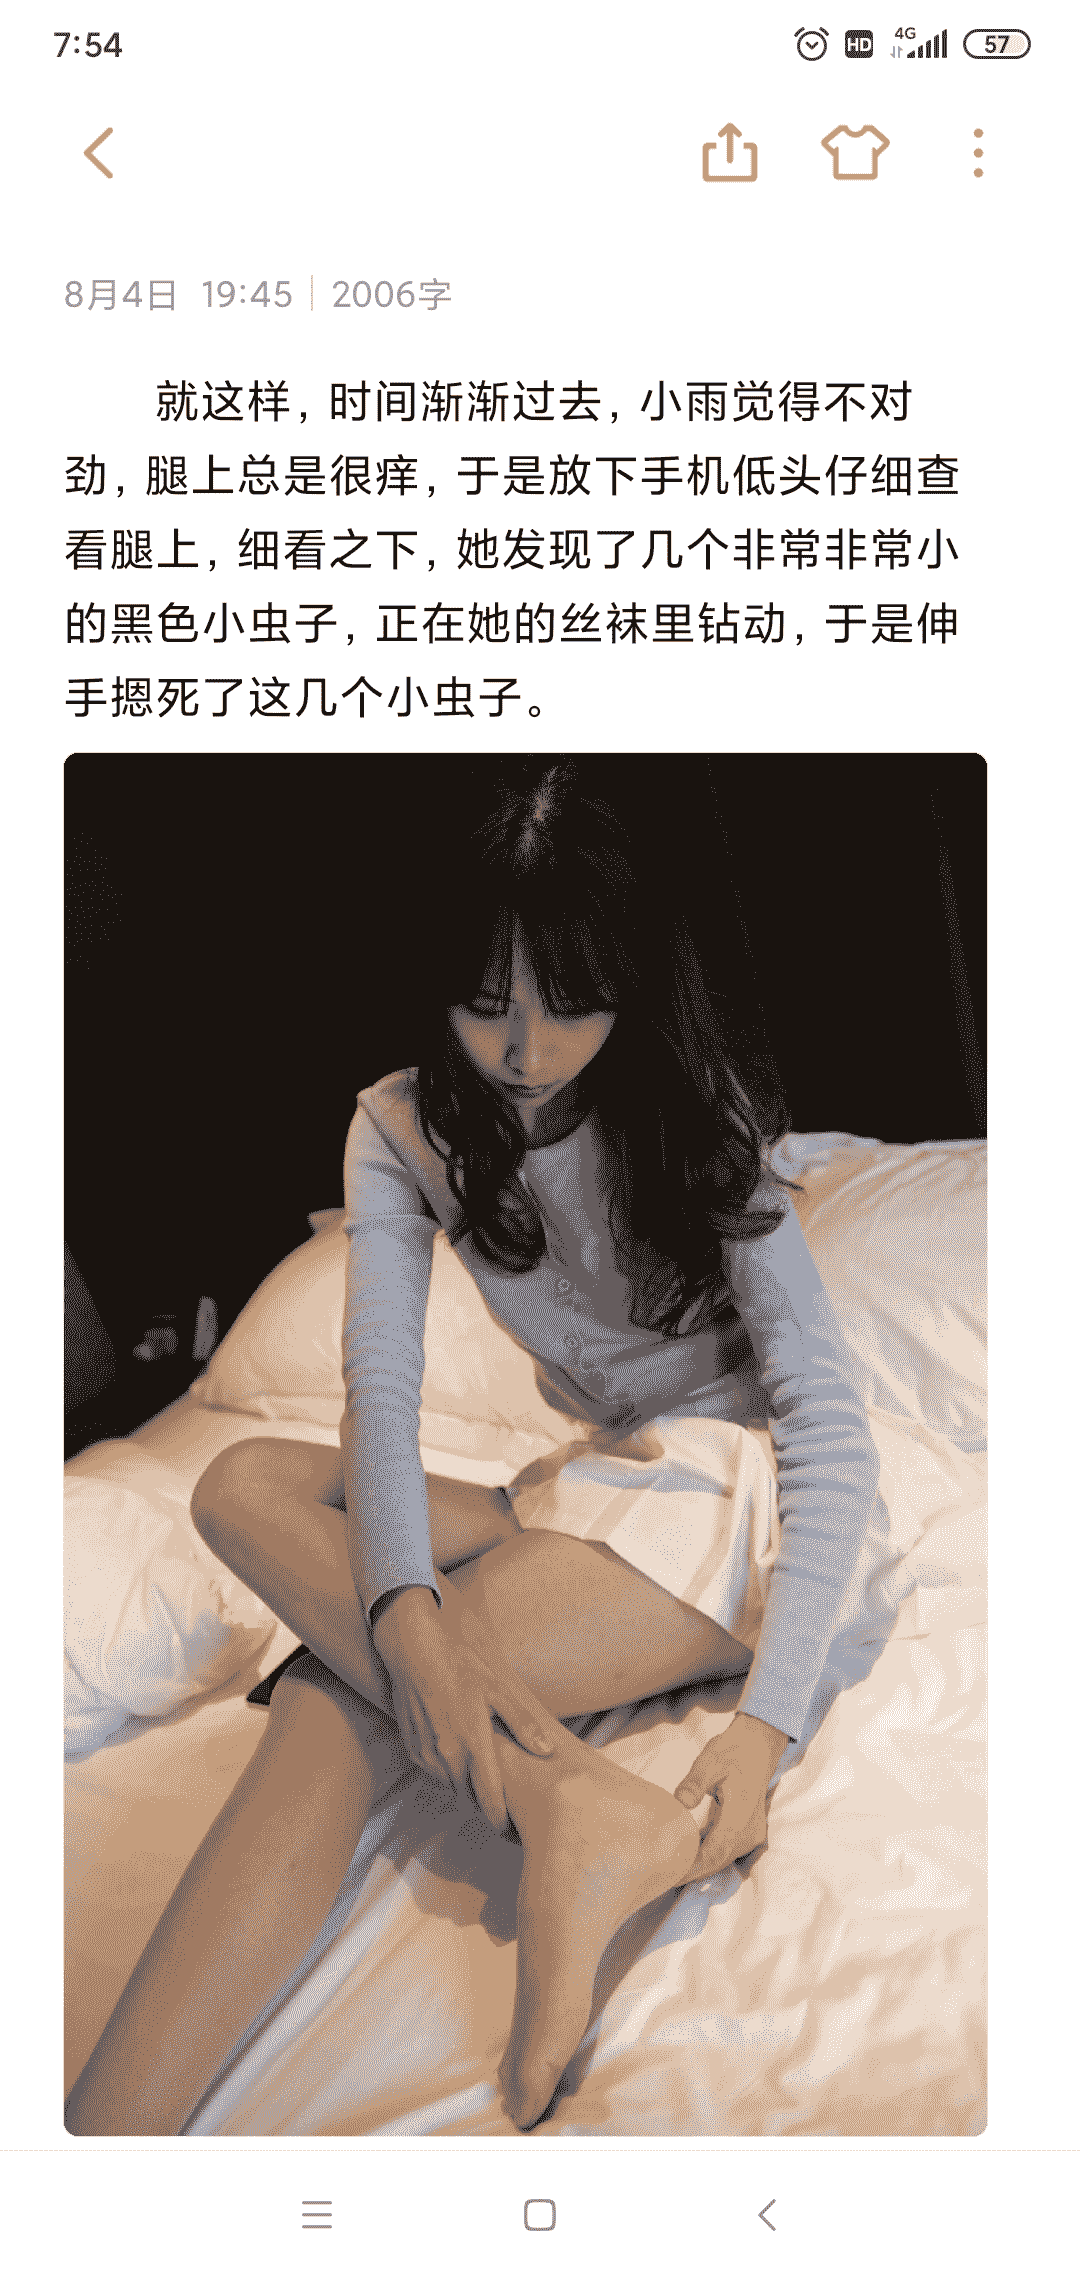 7:54
HD 4G 57
8月4日 19:45 | 2006字
就这样，时间渐渐过去，小雨觉得不对
劲，腿上总是很痒，于是放下手机低头仔细查
看腿上，细看之下，她发现了几个非常非常小
的黑色小虫子，正在她的丝袜里钻动，于是伸
手摁死了这几个小虫子。